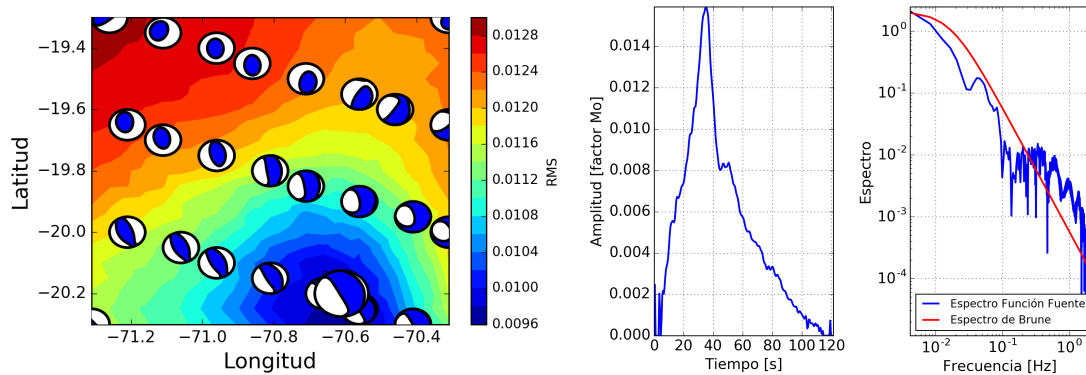 −19.4
−19.6
−19.8
−20.0
−20.2
Latitud
−71.2
−71.0
−70.8
−70.6
−70.4
Longitud
0.0128
0.0124
0.0120
0.0116
0.0112
0.0108
0.0104
0.0100
0.0096
RMS
0.014
0.012
0.010
0.008
0.006
0.004
0.002
0.000
Amplitud [factor Mo]
0 20 40 60 80 100 120
Tiempo [s]
10^0
10^-1
10^-2
10^-3
10^-4
Espectro
Espectro Función Fuente
Espectro de Brune
10^-2 10^-1 10^0
Frecuencia [Hz]